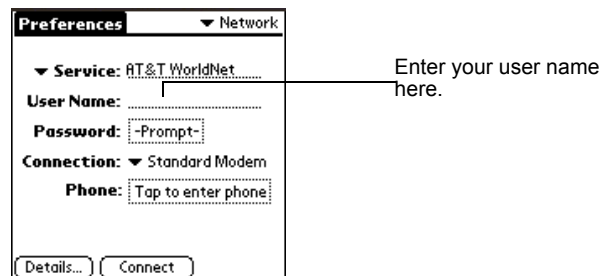 Preferences ▼ Network
▼ Service: AT&T WorldNet
User Name:
Password: -Prompt-
Connection: ▼ Standard Modem
Phone: Tap to enter phone
Details... Connect
Enter your user name
here.